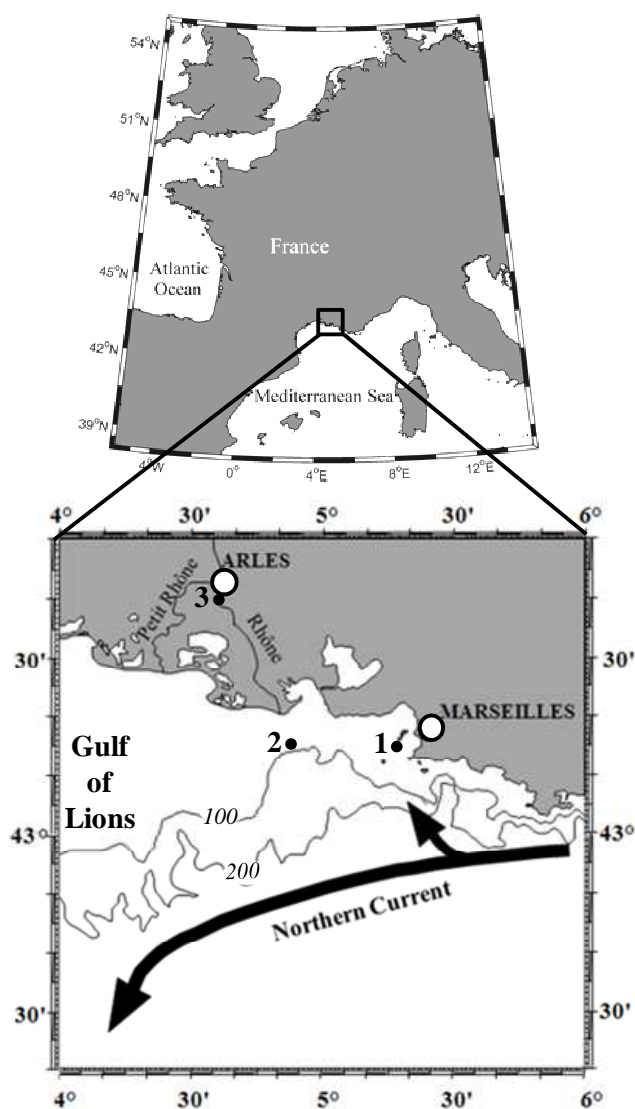 54°N
51°N
48°N
45°N
42°N
39°N
France
Atlantic
Ocean
Mediterranean Sea
4°W
0°
4°E
8°E
12°E
4°
30'
5°
30'
6°
ARLES
3
Petit Rhône
Rhône
30'
30'
MARSEILLES
2
1
Gulf
of
Lions
100
43°
43°
200
Northern Current
30'
30'
4°
30'
5°
30'
6°